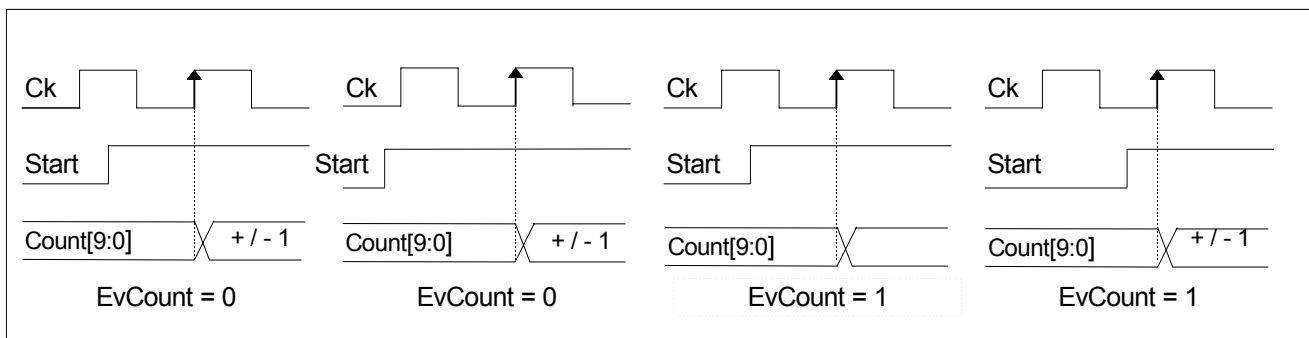 Ck Ck Ck Ck
Start Start Start Start
Count[9:0] + / - 1 Count[9:0] + / - 1 Count[9:0] Count[9:0] + / - 1
EvCount = 0 EvCount = 0 EvCount = 1 EvCount = 1